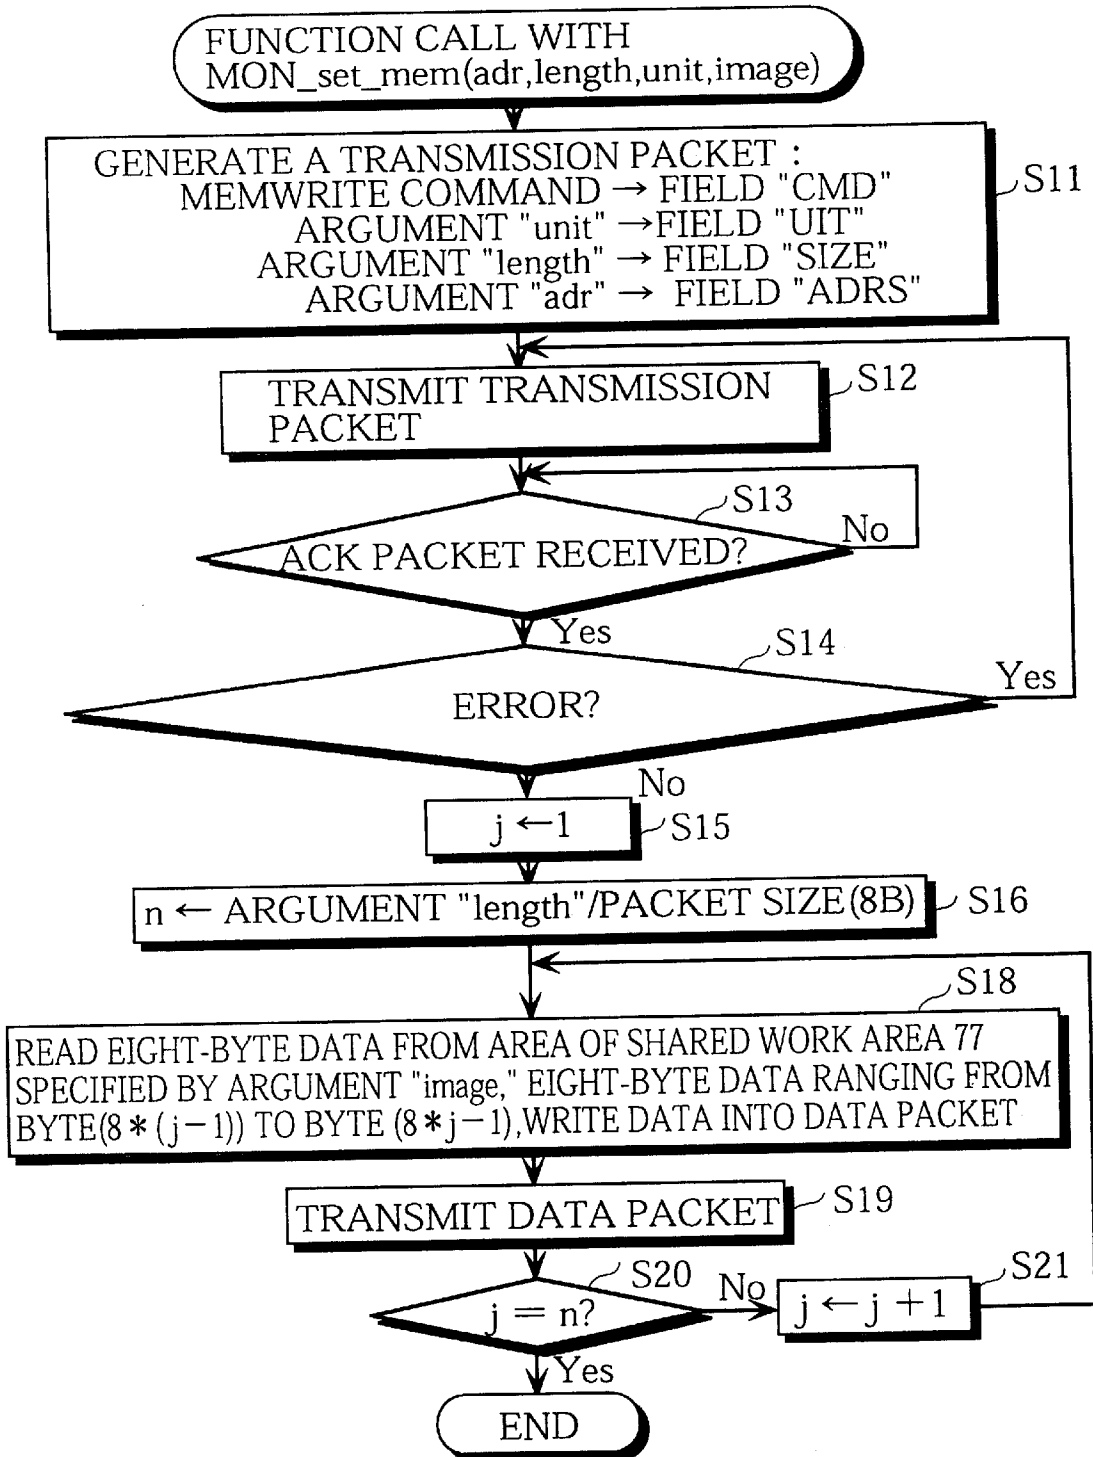 FUNCTION CALL WITH
MON_set_mem(adr,length,unit,image)
GENERATE A TRANSMISSION PACKET :
MEMWRITE COMMAND → FIELD "CMD"
ARGUMENT "unit" →FIELD "UIT"
ARGUMENT "length" → FIELD "SIZE"
ARGUMENT "adr" → FIELD "ADRS"
S11
TRANSMIT TRANSMISSION
PACKET
S12
ACK PACKET RECEIVED?
S13
No
Yes
ERROR?
S14
Yes
No
j ←1
S15
n ← ARGUMENT "length"/PACKET SIZE(8B)
S16
S18
READ EIGHT-BYTE DATA FROM AREA OF SHARED WORK AREA 77
SPECIFIED BY ARGUMENT "image," EIGHT-BYTE DATA RANGING FROM
BYTE(8*(j−1)) TO BYTE (8*j−1),WRITE DATA INTO DATA PACKET
TRANSMIT DATA PACKET
S19
j = n?
S20
No
j ← j +1
S21
Yes
END